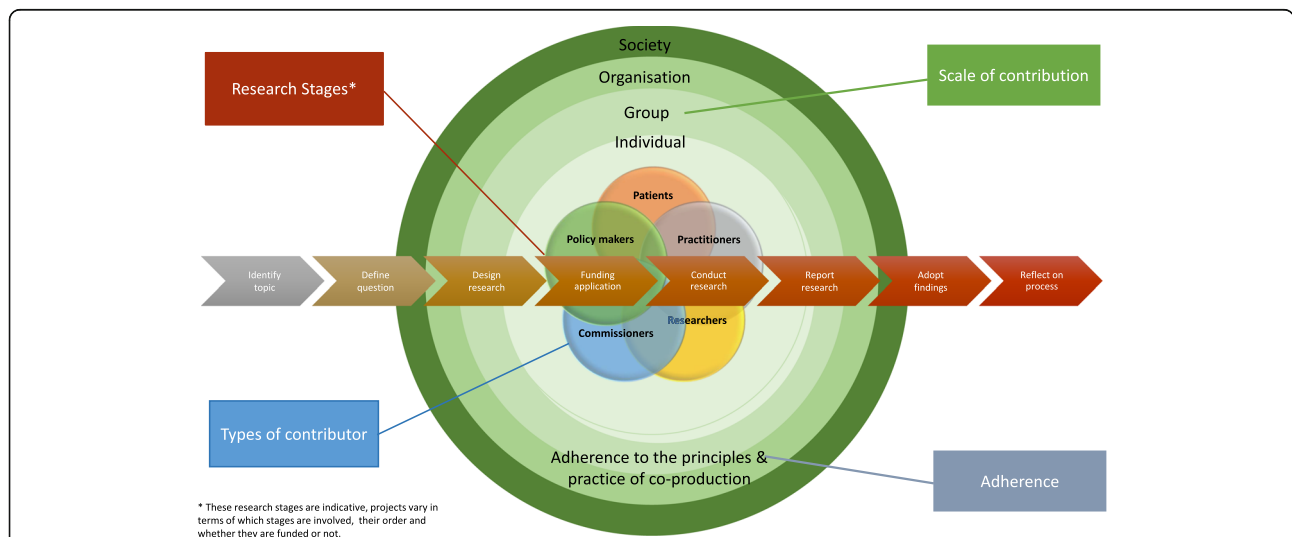 Society
Research Stages*
Organisation
Scale of contribution
Group
Individual
Patients
Policy makers
Practitioners
Identify
topic
Define
question
Design
research
Funding
application
Conduct
research
Report
research
Adopt
findings
Reflect on
process
Researchers
Commissioners
Types of contributor
Adherence to the principles &
practice of co-production
Adherence
* These research stages are indicative, projects vary in
terms of which stages are involved, their order and
whether they are funded or not.